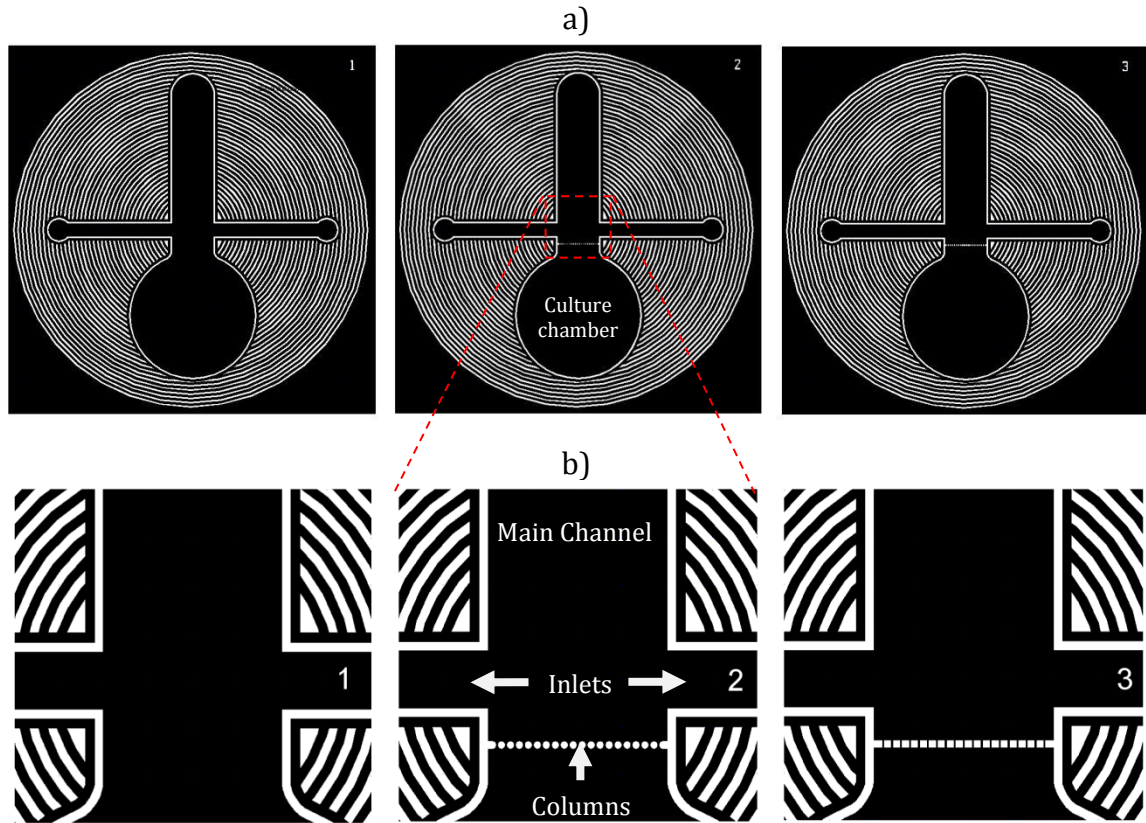 a)
1
2
3
Culture
chamber
b)
Main Channel
1
Inlets
2
3
Columns